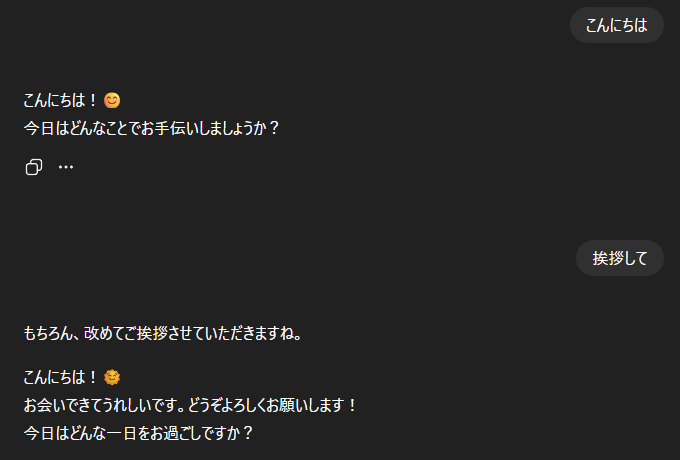 こんにちは
こんにちは！😊
今日はどんなことでお手伝いしましょうか？
挨拶して
もちろん、改めてご挨拶させていただきますね。
こんにちは！🌞
お会いできてうれしいです。どうぞよろしくお願いします！
今日はどんな一日をお過ごしですか？